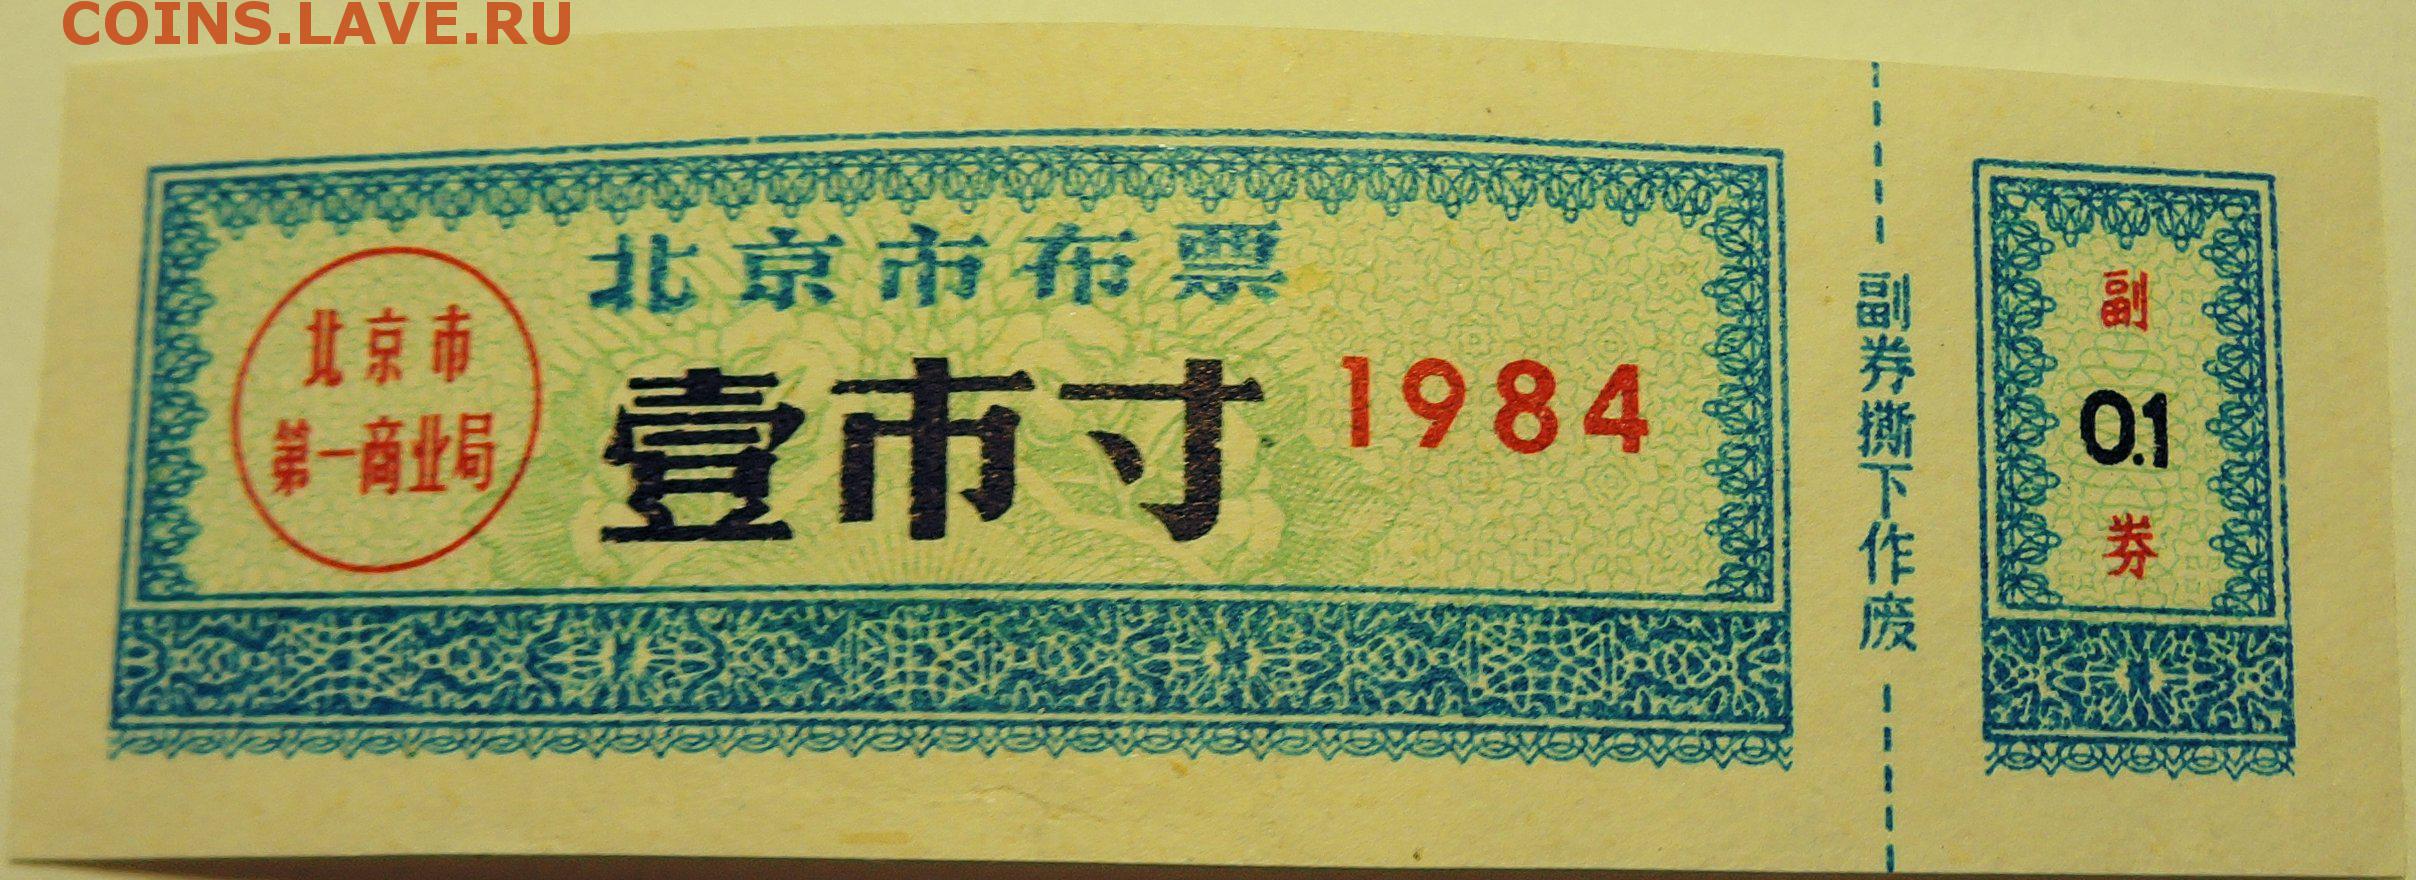 COINS.LAVE.RU
北京市布票
北京市
第一商业局
壹市寸
1984
副券撕下作废
副
0.1
券